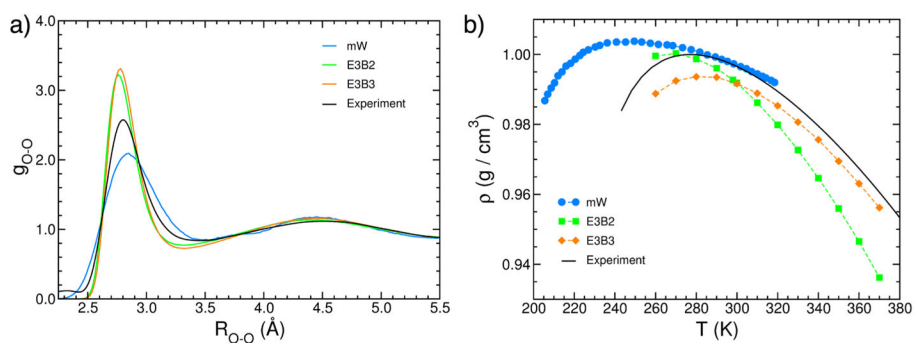 a)
4.0
3.0
2.0
1.0
0.0
g O-O
mW
E3B2
E3B3
Experiment
2.5 3.0 3.5 4.0 4.5 5.0 5.5
R O-O (Å)
b)
1.00
0.98
0.96
0.94
ρ (g / cm³)
mW
E3B2
E3B3
Experiment
200 220 240 260 280 300 320 340 360 380
T (K)